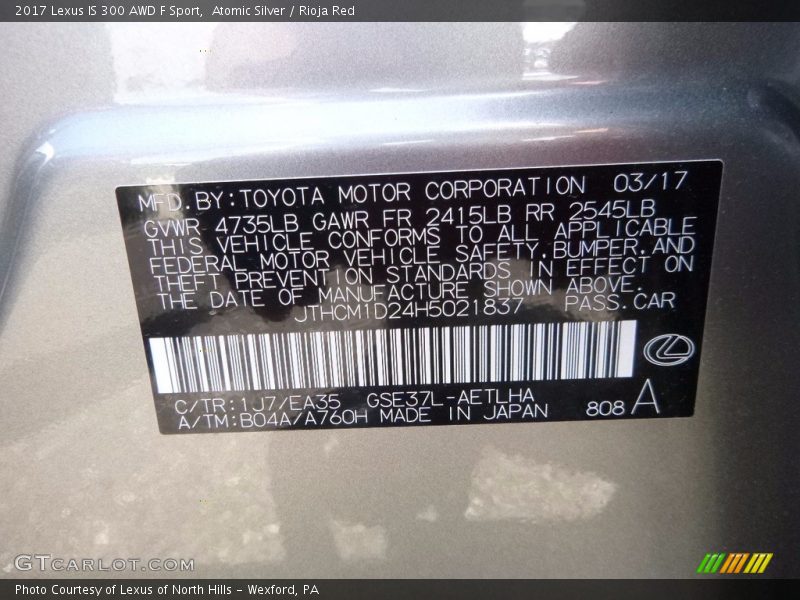 2017 Lexus IS 300 AWD F Sport,  Atomic Silver / Rioja Red
MFD. BY: TOYOTA MOTOR CORPORATION 03/17
GVWR 4735LB GAWR FR 2415LB RR 2545LB
THIS VEHICLE CONFORMS TO ALL APPLICABLE
FEDERAL MOTOR VEHICLE SAFETY, BUMPER, AND
THEFT PREVENTION STANDARDS IN EFFECT ON
THE DATE OF MANUFACTURE SHOWN ABOVE.
JTHCM1D24H5021837 PASS. CAR
C/TR: 1J7/EA35 GSE37L-AETLHA
A/TM: B04A/A760H MADE IN JAPAN 808 A
GTCARLOT.COM
Photo Courtesy of Lexus of North Hills - Wexford, PA